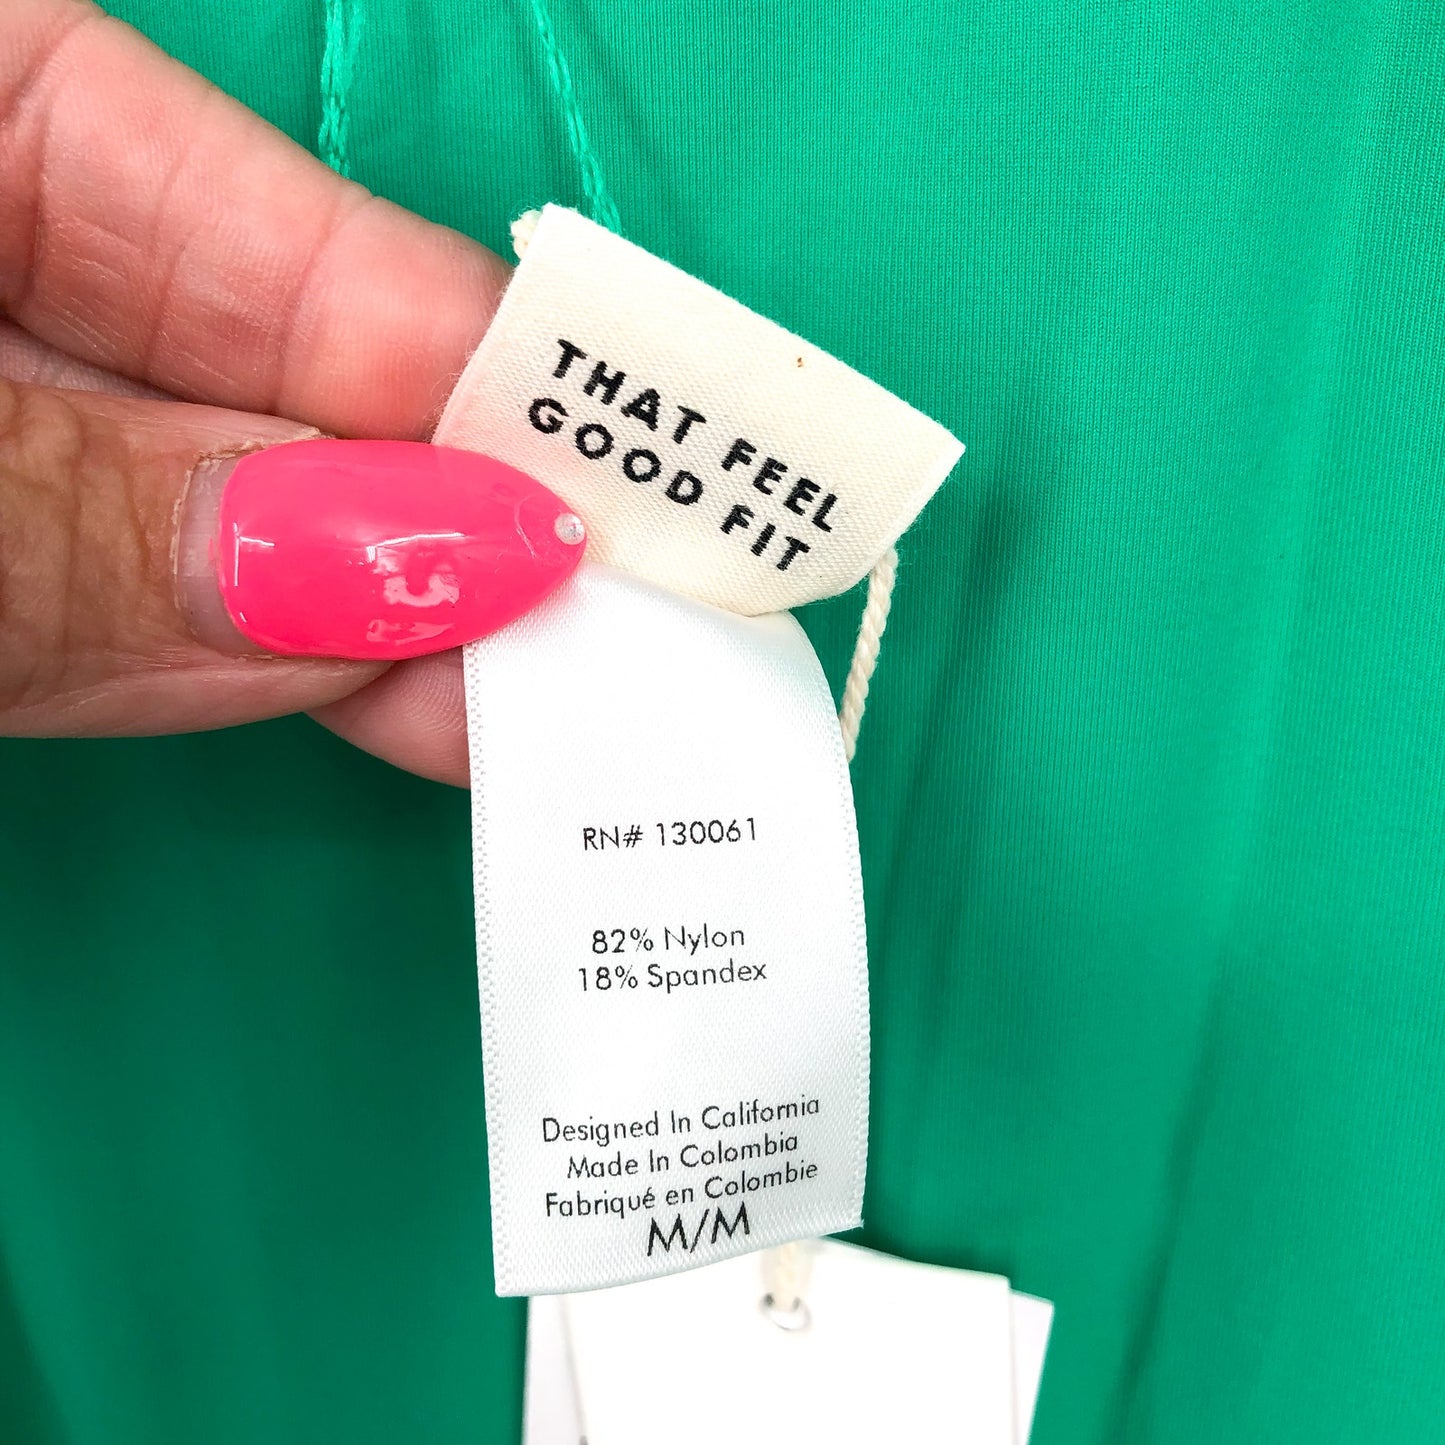 THAT FEEL
GOOD FIT
RN# 130061
82% Nylon
18% Spandex
Designed In California
Made In Colombia
Fabriqué en Colombie
M/M